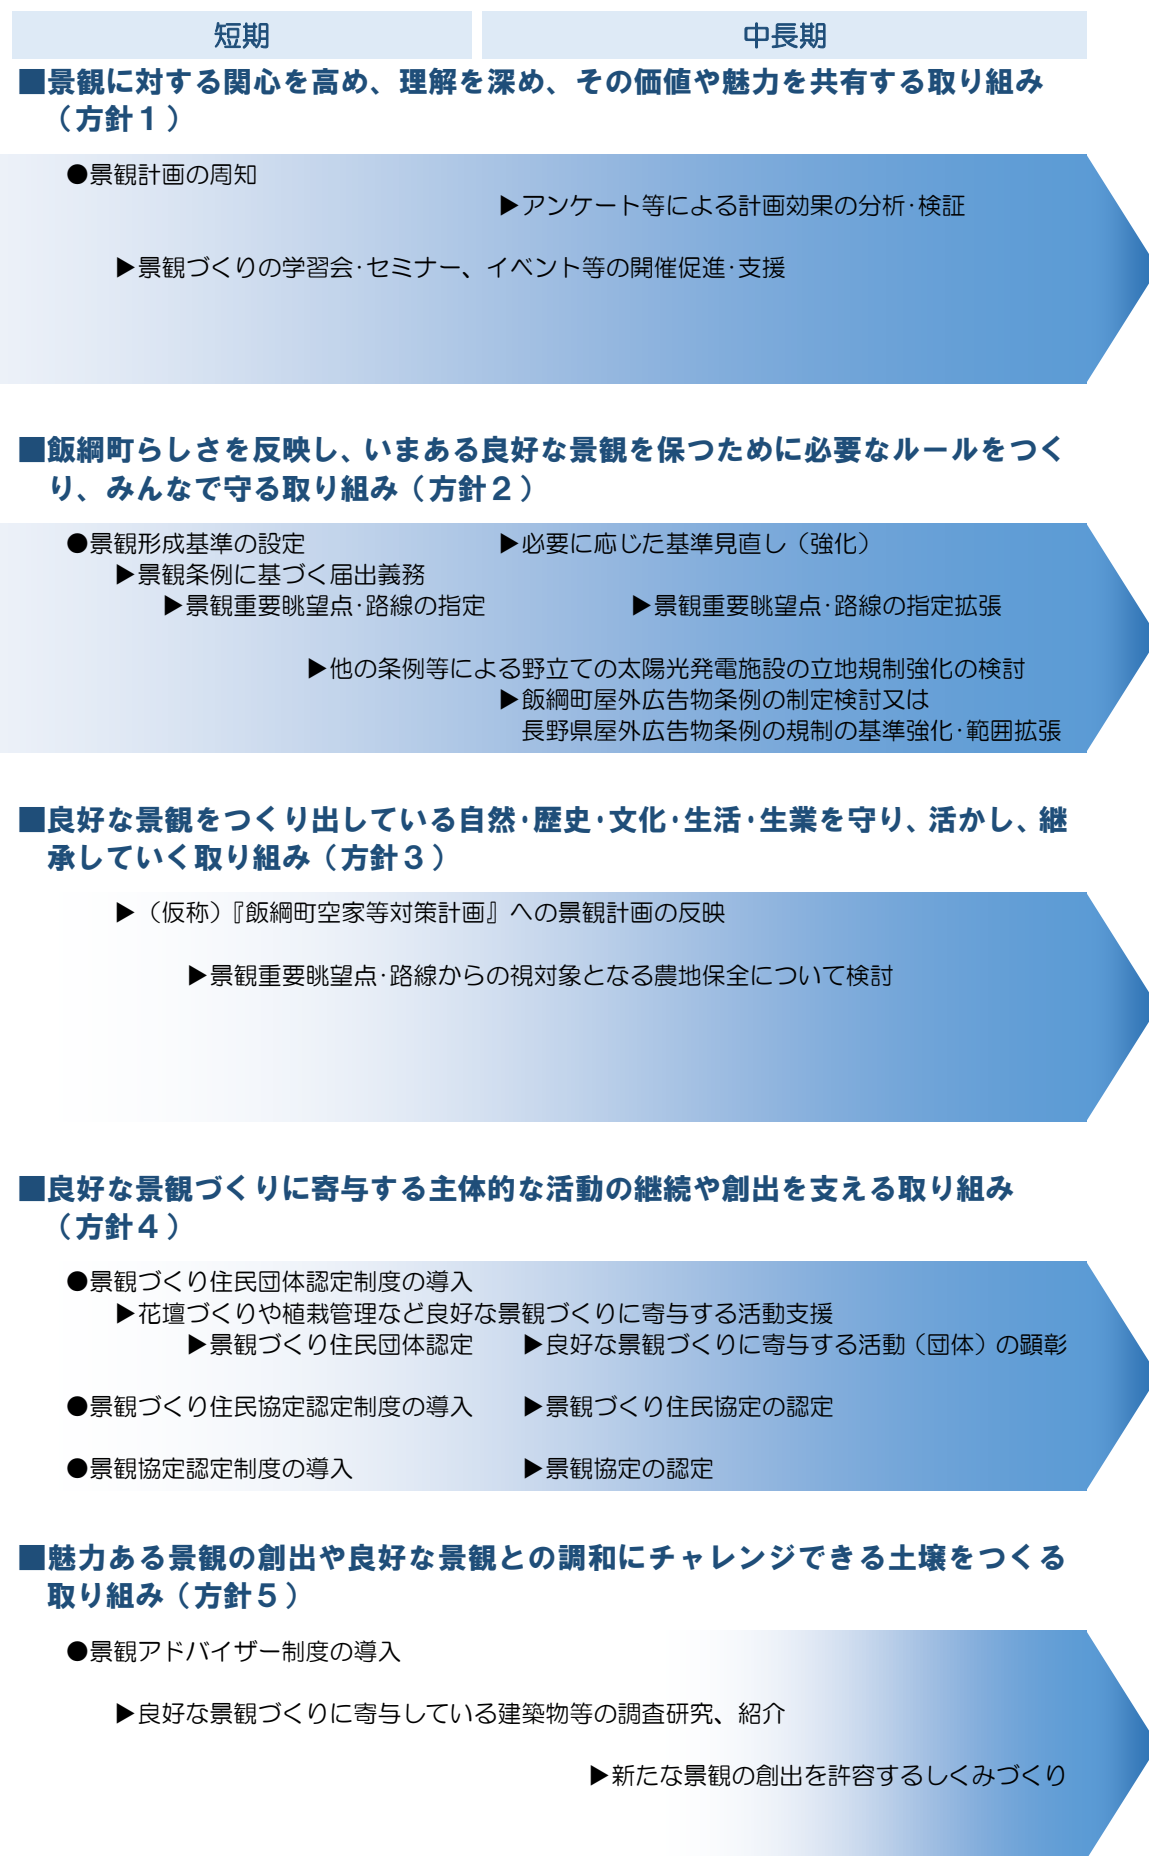 短期 中長期
■景観に対する関心を高め、理解を深め、その価値や魅力を共有する取り組み
（方針１）
●景観計画の周知
▶アンケート等による計画効果の分析･検証
▶景観づくりの学習会･セミナー、イベント等の開催促進･支援
■飯綱町らしさを反映し、いまある良好な景観を保つために必要なルールをつく
り、みんなで守る取り組み（方針２）
●景観形成基準の設定 ▶必要に応じた基準見直し（強化）
▶景観条例に基づく届出義務
▶景観重要眺望点･路線の指定 ▶景観重要眺望点･路線の指定拡張
▶他の条例等による野立ての太陽光発電施設の立地規制強化の検討
▶飯綱町屋外広告物条例の制定検討又は
長野県屋外広告物条例の規制の基準強化･範囲拡張
■良好な景観をつくり出している自然･歴史･文化･生活･生業を守り、活かし、継
承していく取り組み（方針３）
▶（仮称）『飯綱町空家等対策計画』への景観計画の反映
▶景観重要眺望点･路線からの視対象となる農地保全について検討
■良好な景観づくりに寄与する主体的な活動の継続や創出を支える取り組み
（方針４）
●景観づくり住民団体認定制度の導入
▶花壇づくりや植栽管理など良好な景観づくりに寄与する活動支援
▶景観づくり住民団体認定 ▶良好な景観づくりに寄与する活動（団体）の顕彰
●景観づくり住民協定認定制度の導入 ▶景観づくり住民協定の認定
●景観協定認定制度の導入 ▶景観協定の認定
■魅力ある景観の創出や良好な景観との調和にチャレンジできる土壌をつくる
取り組み（方針５）
●景観アドバイザー制度の導入
▶良好な景観づくりに寄与している建築物等の調査研究、紹介
▶新たな景観の創出を許容するしくみづくり